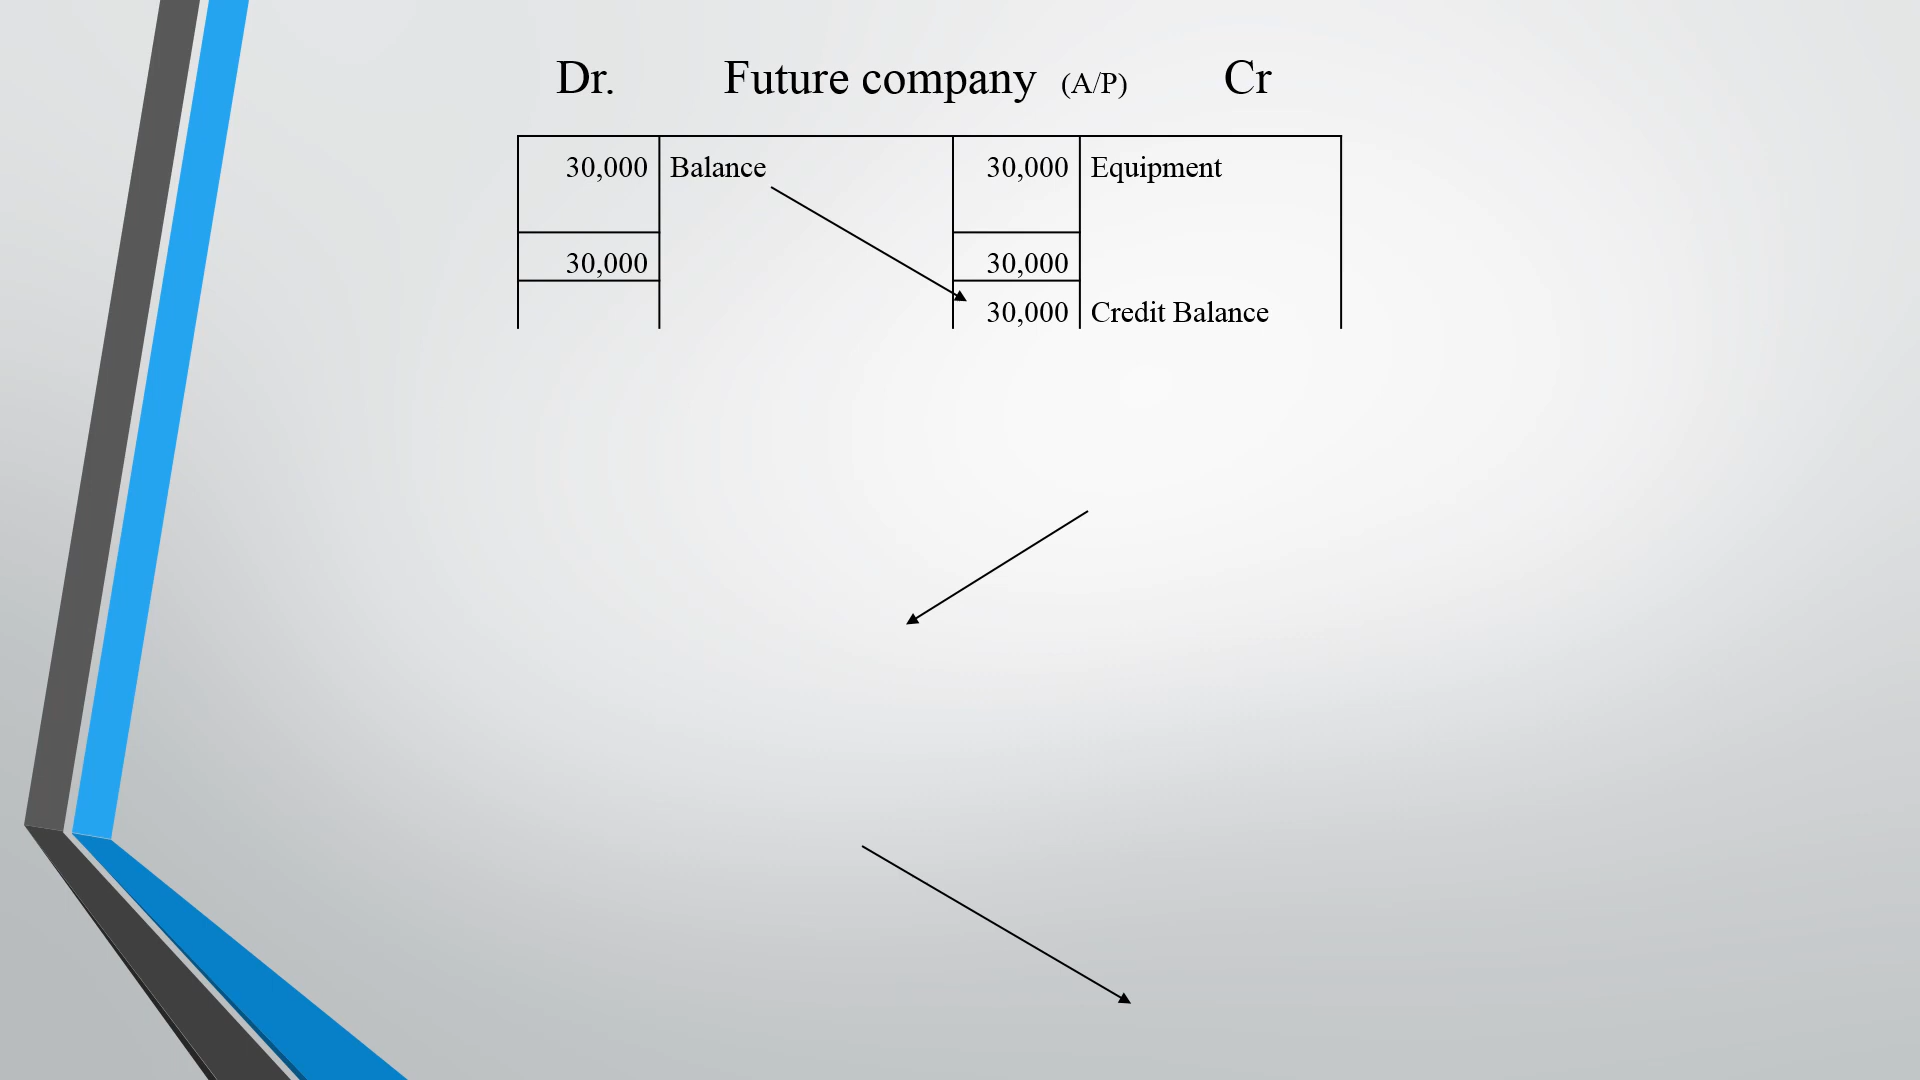 Dr. Future company (A/P) Cr
30,000 Balance 30,000 Equipment
30,000 30,000
30,000 Credit Balance